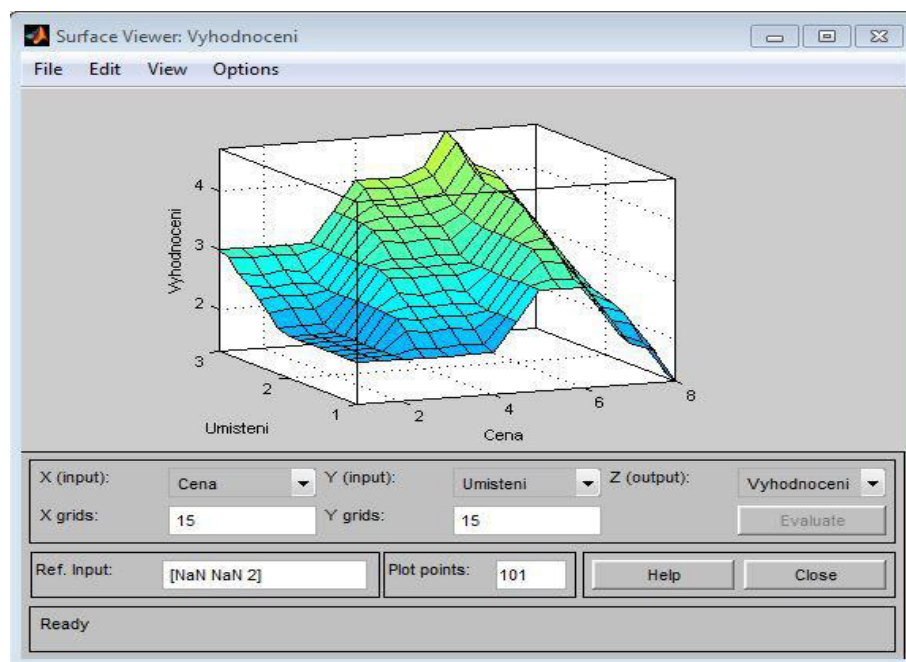 Surface Viewer: Vyhodnoceni
File Edit View Options
4
3
2
Vyhodnoceni
3
2
1
Umisteni
2
4
6
8
Cena
X (input): Cena Y (input): Umisteni Z (output): Vyhodnoceni
X grids: 15 Y grids: 15 Evaluate
Ref. Input: [NaN NaN 2] Plot points: 101 Help Close
Ready